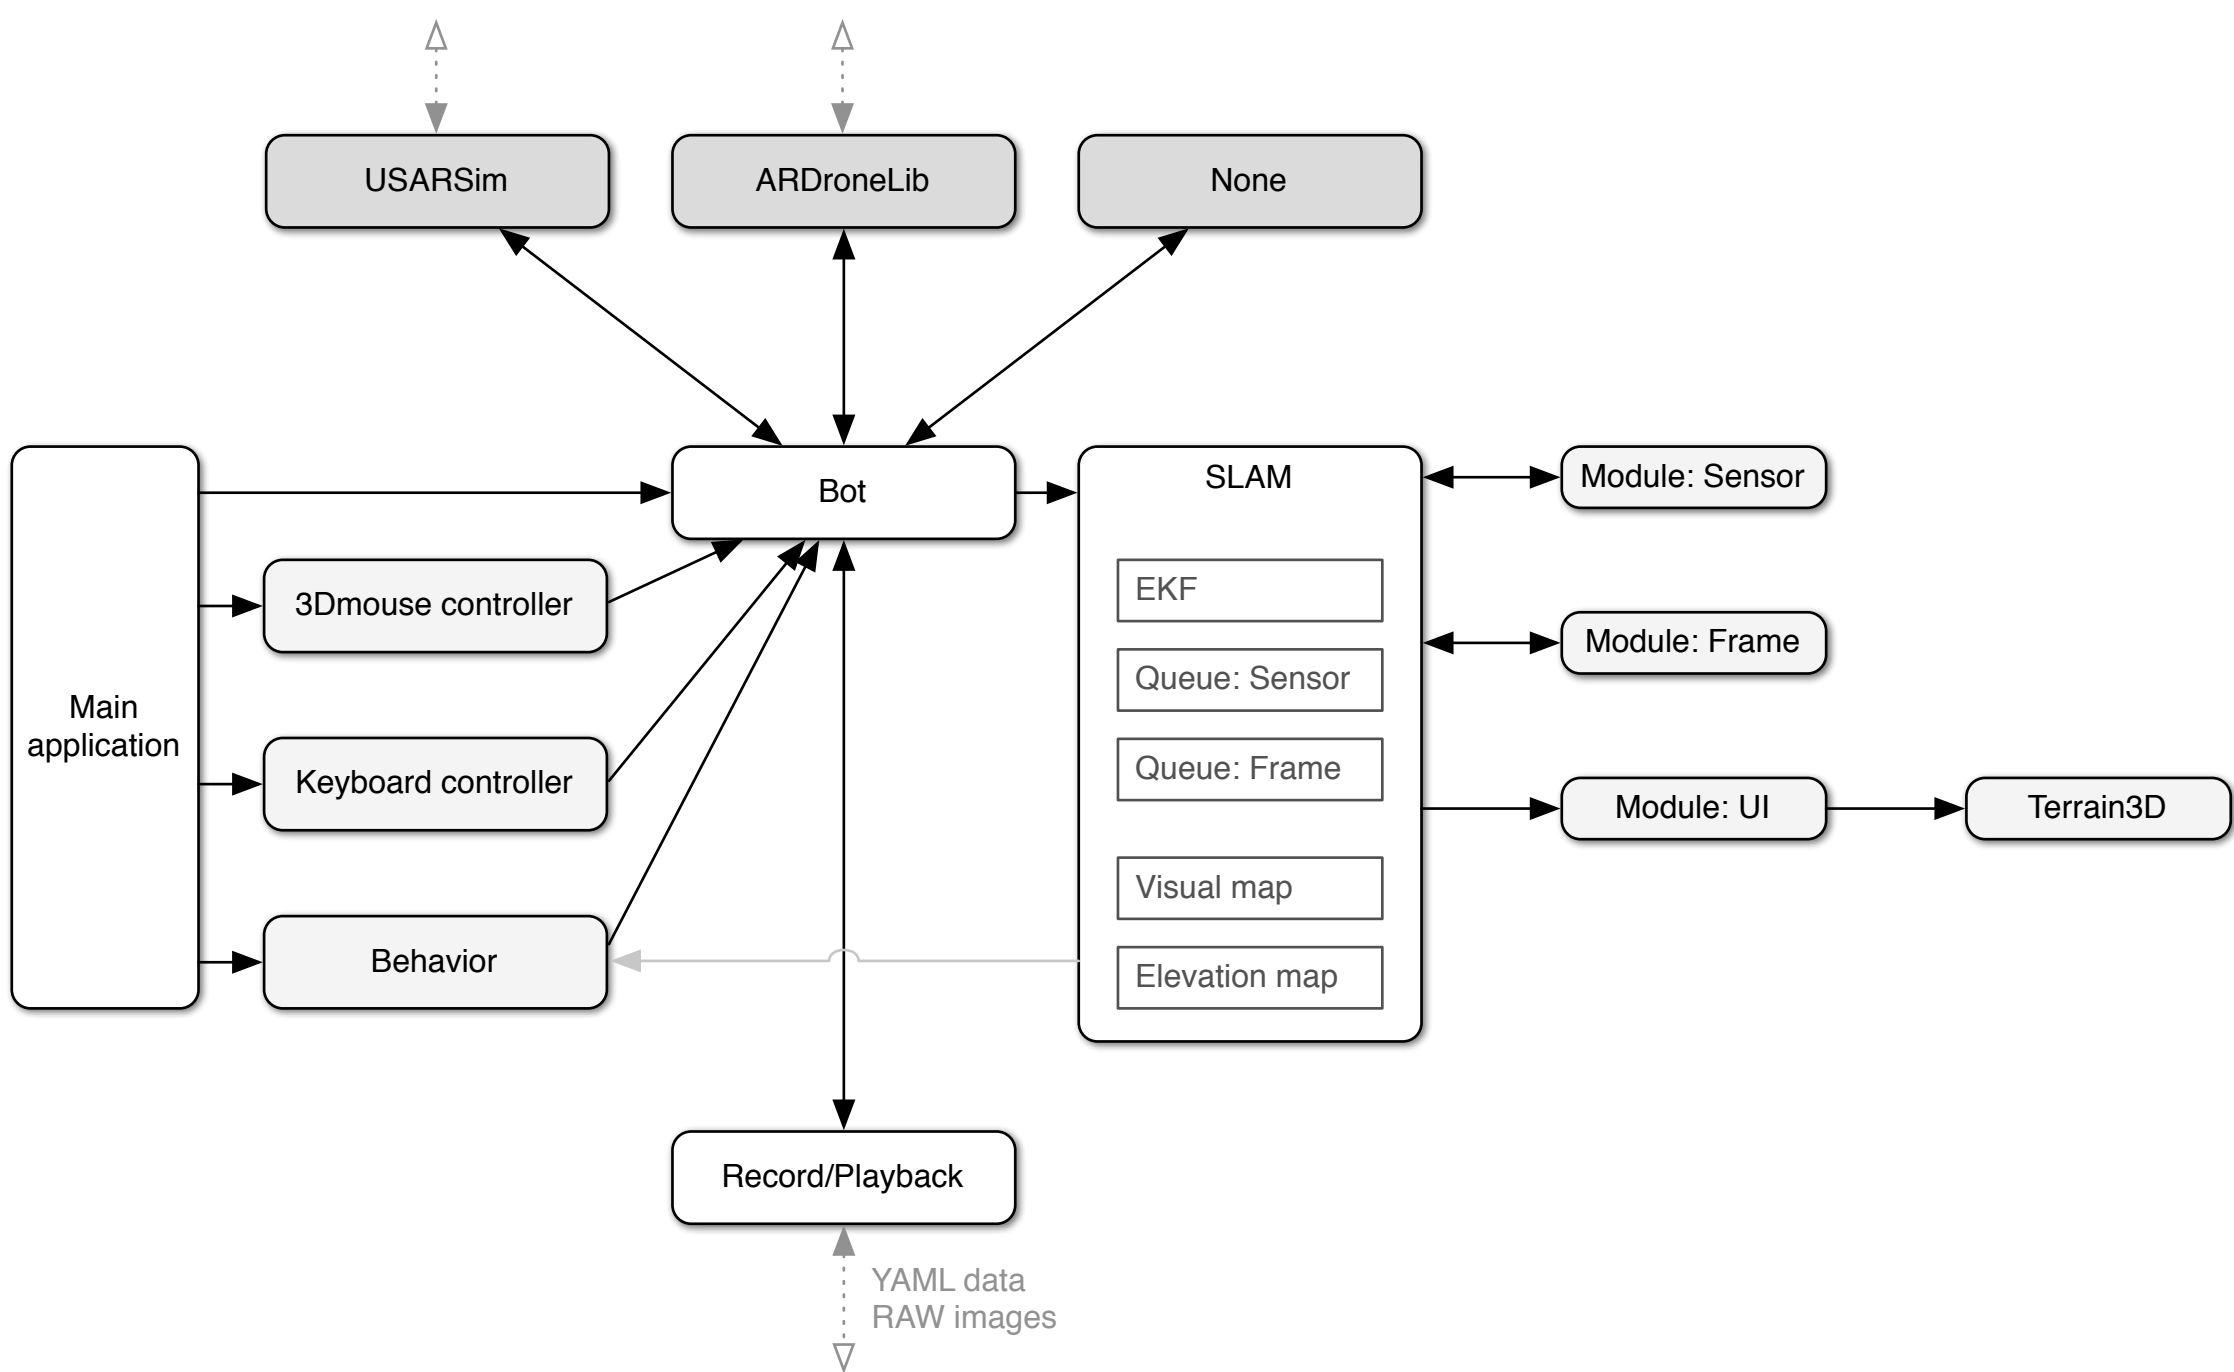 USARSim
ARDroneLib
None
Bot
SLAM
Module: Sensor
EKF
3Dmouse controller
Module: Frame
Queue: Sensor
Main
application
Queue: Frame
Keyboard controller
Module: UI
Terrain3D
Visual map
Behavior
Elevation map
Record/Playback
YAML data
RAW images